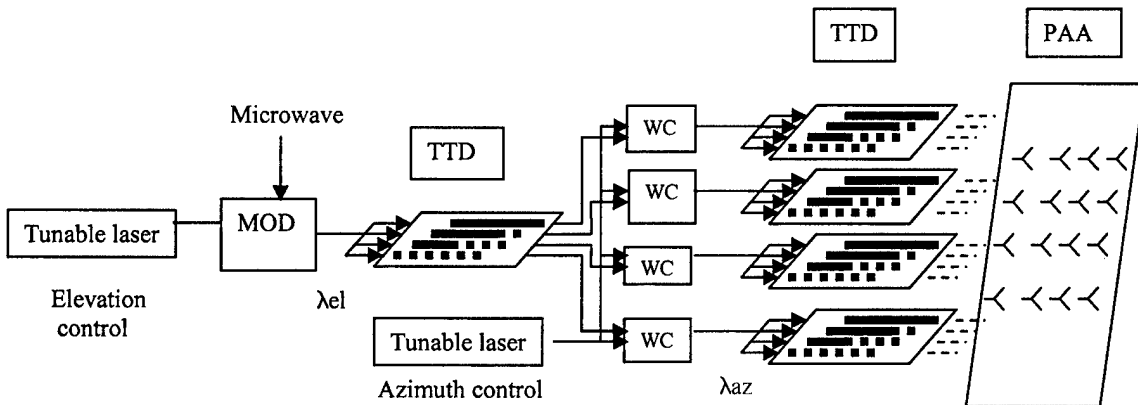 TTD
PAA
Microwave
TTD
WC
WC
WC
WC
MOD
Tunable laser
Elevation
control
λel
Tunable laser
Azimuth control
λaz